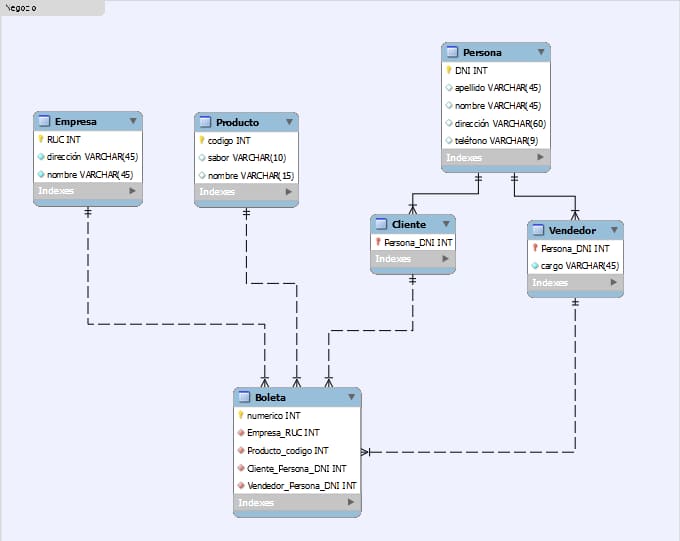 Negocio
Persona
DNI INT
apellido VARCHAR(45)
nombre VARCHAR(45)
dirección VARCHAR(60)
teléfono VARCHAR(9)
Indexes
Empresa
RUC INT
dirección VARCHAR(45)
nombre VARCHAR(45)
Indexes
Producto
codigo INT
sabor VARCHAR(10)
nombre VARCHAR(15)
Indexes
Cliente
Persona_DNI INT
Indexes
Vendedor
Persona_DNI INT
cargo VARCHAR(45)
Indexes
Boleta
numerico INT
Empresa_RUC INT
Producto_codigo INT
Cliente_Persona_DNI INT
Vendedor_Persona_DNI INT
Indexes